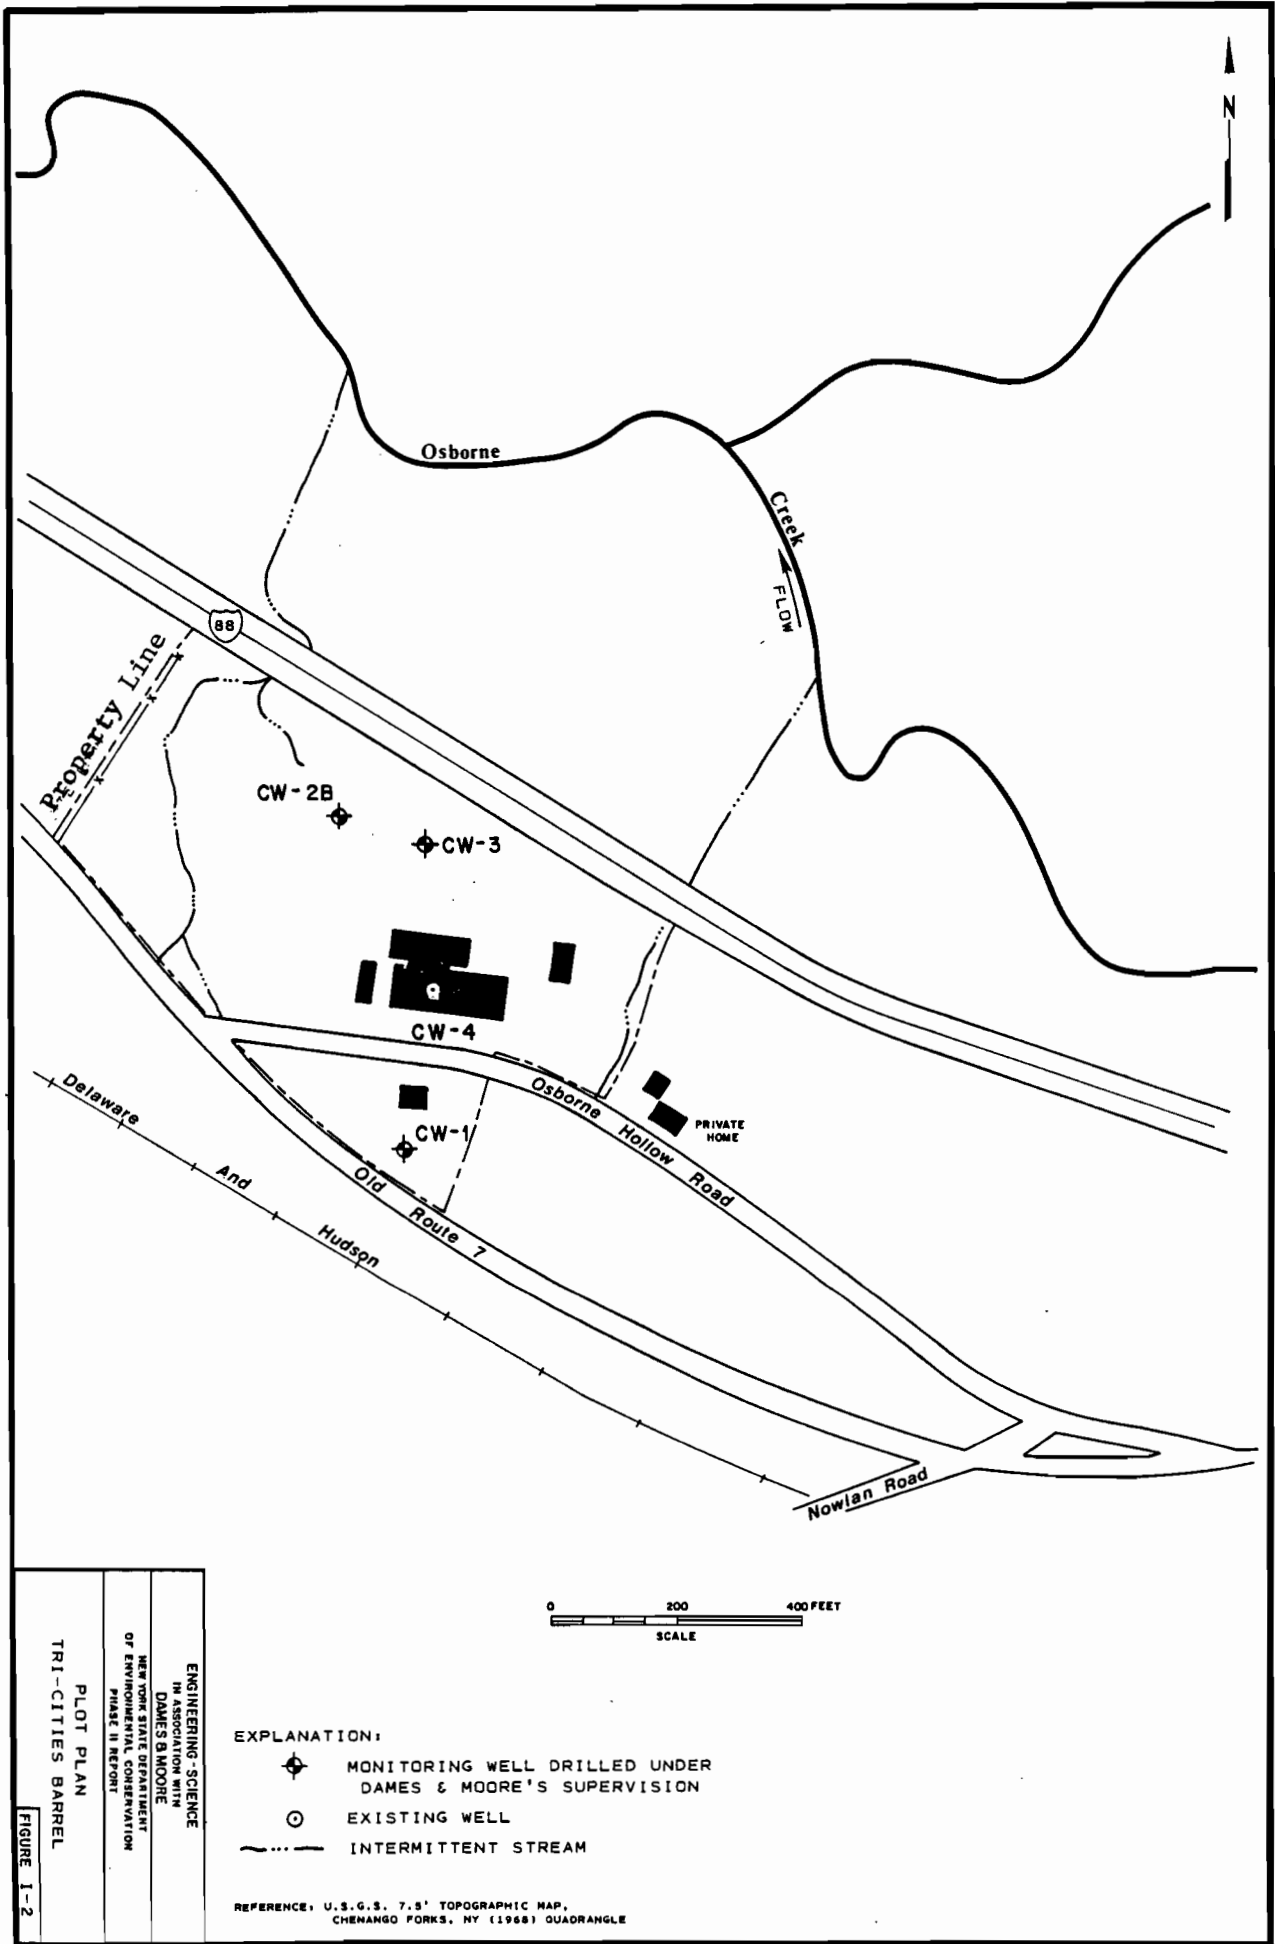 N
Osborne
Creek
FLOW
88
Property Line
CW-2B
CW-3
CW-4
Osborne Hollow Road
PRIVATE
HOME
CW-1
Delaware And Hudson
Old Route 7
Nowlan Road
0 200 400 FEET
SCALE
ENGINEERING-SCIENCE
IN ASSOCIATION WITH
DAMES & MOORE
NEW YORK STATE DEPARTMENT
OF ENVIRONMENTAL CONSERVATION
PHASE II REPORT
PLOT PLAN
TRI-CITIES BARREL
FIGURE I-2
EXPLANATION:
MONITORING WELL DRILLED UNDER
DAMES & MOORE'S SUPERVISION
EXISTING WELL
INTERMITTENT STREAM
REFERENCE: U.S.G.S. 7.5' TOPOGRAPHIC MAP,
CHENANGO FORKS, NY (1968) QUADRANGLE